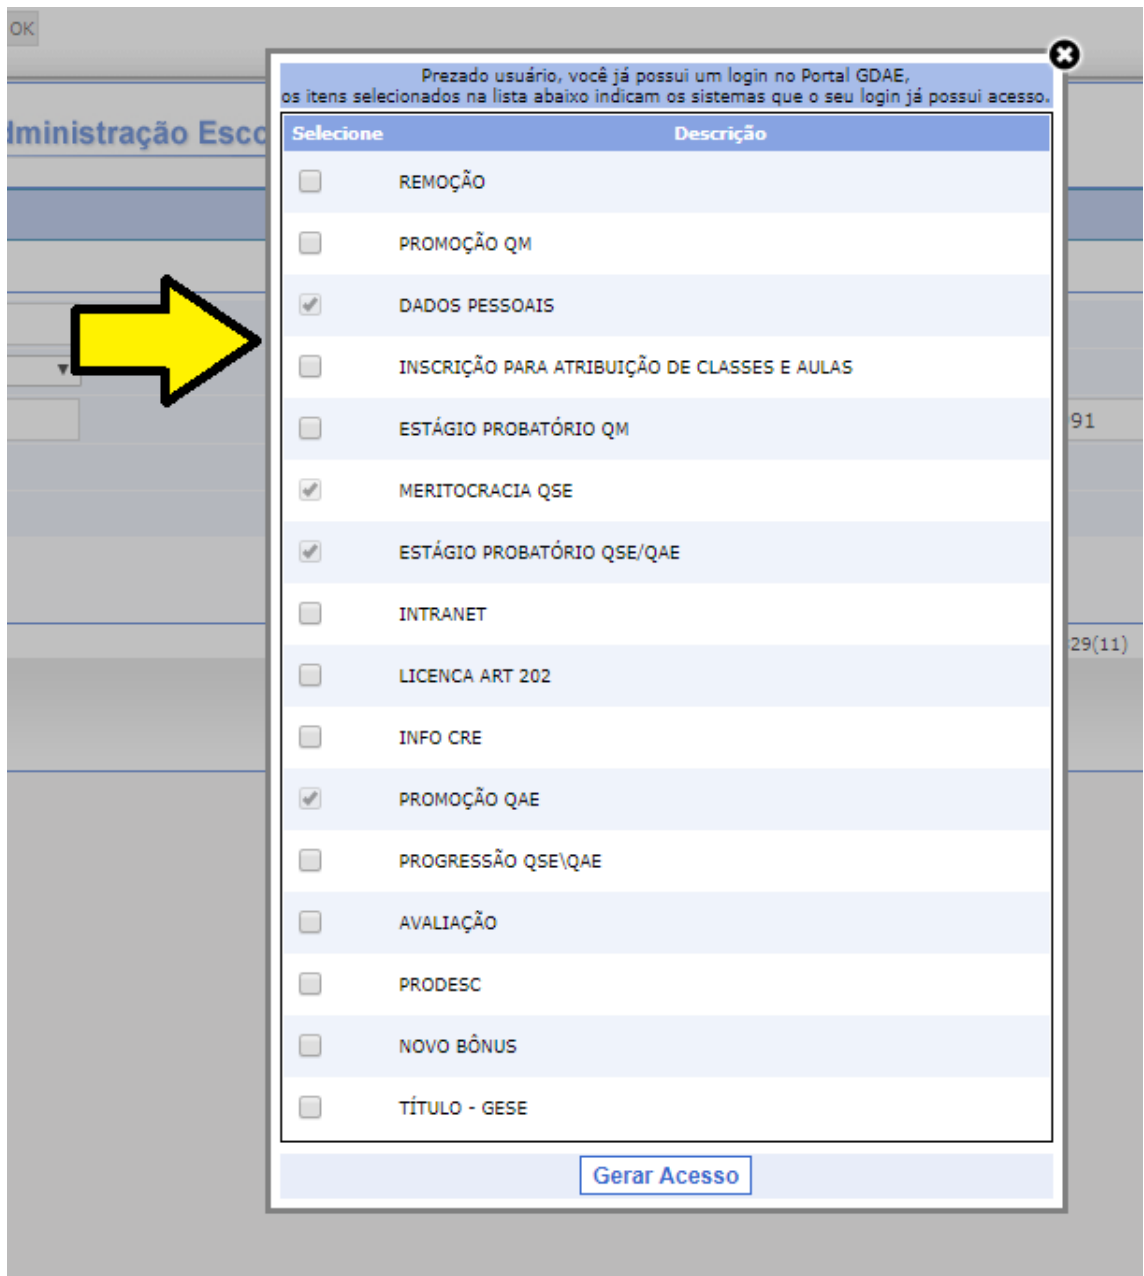 OK
Prezado usuário, você já possui um login no Portal GDAE,
os itens selecionados na lista abaixo indicam os sistemas que o seu login já possui acesso.
dministração Esco
Selecione Descrição
REMOÇÃO
PROMOÇÃO QM
DADOS PESSOAIS
INSCRIÇÃO PARA ATRIBUIÇÃO DE CLASSES E AULAS
ESTÁGIO PROBATÓRIO QM
91
MERITOCRACIA QSE
ESTÁGIO PROBATÓRIO QSE/QAE
INTRANET
29(11)
LICENCA ART 202
INFO CRE
PROMOÇÃO QAE
PROGRESSÃO QSE\QAE
AVALIAÇÃO
PRODESC
NOVO BÔNUS
TÍTULO - GESE
Gerar Acesso